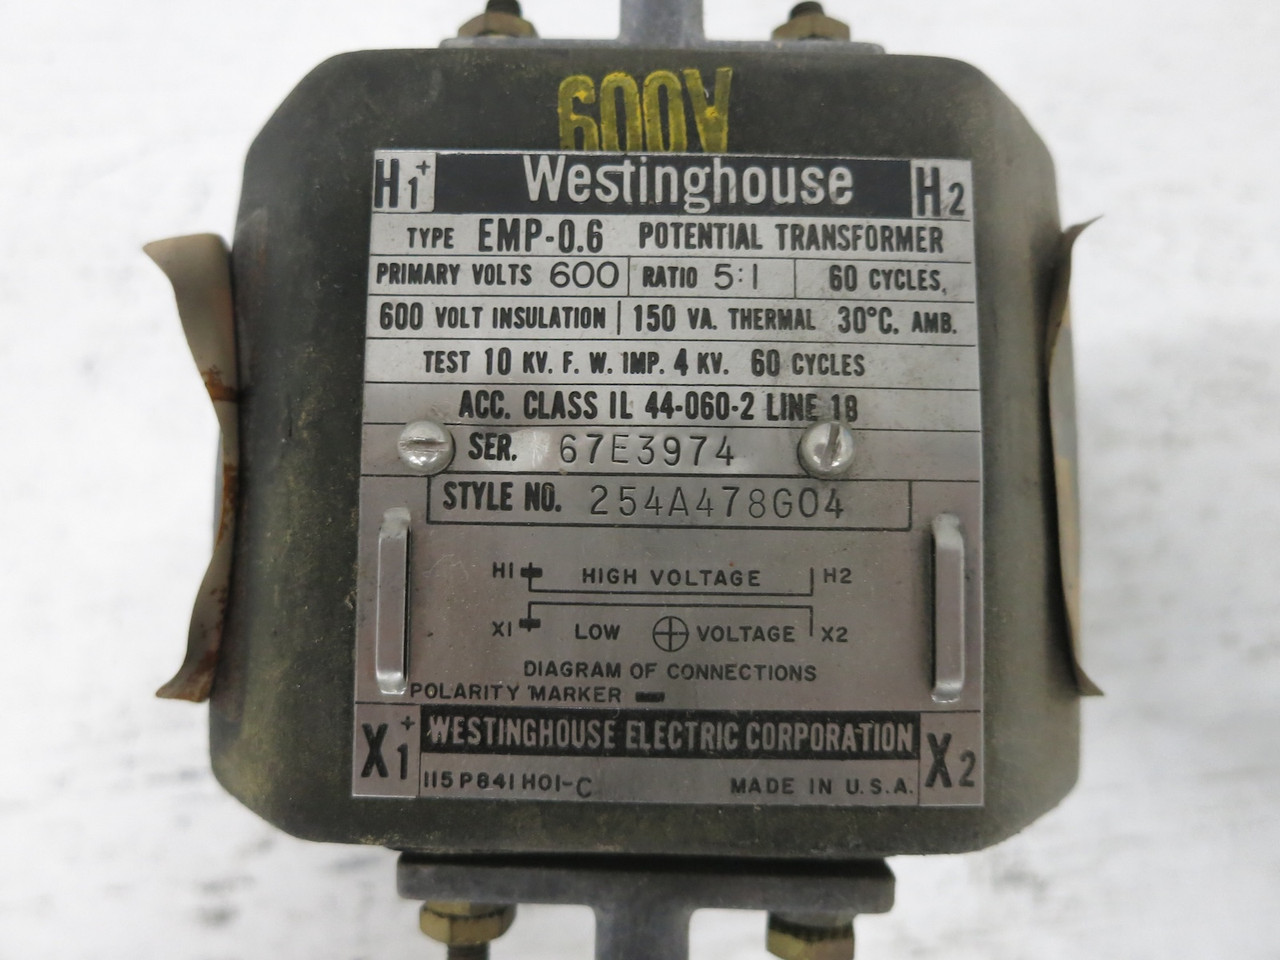 600V
H1+ Westinghouse H2
TYPE EMP-0.6 POTENTIAL TRANSFORMER
PRIMARY VOLTS 600 RATIO 5:1 60 CYCLES.
600 VOLT INSULATION 150 VA. THERMAL 30°C. AMB.
TEST 10 KV. F. W. IMP. 4 KV. 60 CYCLES
ACC. CLASS IL 44-060-2 LINE 18
SER. 67E3974
STYLE NO. 254A478G04
H1 HIGH VOLTAGE H2
X1 LOW VOLTAGE X2
DIAGRAM OF CONNECTIONS
POLARITY MARKER
X1+ WESTINGHOUSE ELECTRIC CORPORATION X2
115P841H01-C MADE IN U.S.A.